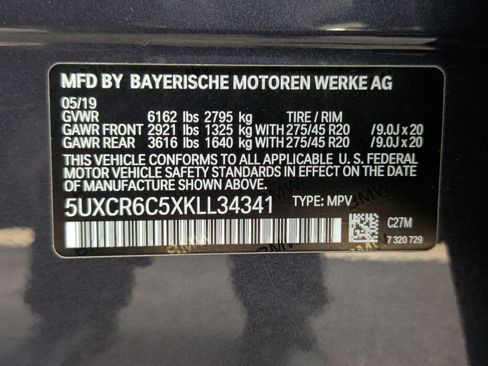 MFD BY BAYERISCHE MOTOREN WERKE AG
05/19
GVWR 6162 lbs 2795 kg TIRE / RIM
GAWR FRONT 2921 lbs 1325 kg WITH 275/45 R20 /9.0J x 20
GAWR REAR 3616 lbs 1640 kg WITH 275/45 R20 /9.0J x 20
THIS VEHICLE CONFORMS TO ALL APPLICABLE U. S. FEDERAL
MOTOR VEHICLE SAFETY STANDARDS IN EFFECT ON THE DATE OF
MANUFACTURE SHOWN ABOVE.
5UXCR6C5XKLL34341 TYPE: MPV
C27M
7 320 729